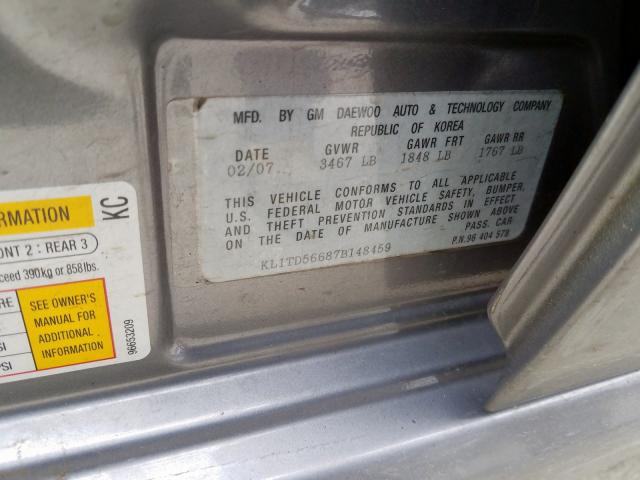 MFD. BY GM DAEWOO AUTO & TECHNOLOGY COMPANY
REPUBLIC OF KOREA
DATE GVWR GAWR FRT GAWR RR
02/07 3467 LB 1848 LB 1767 LB
THIS VEHICLE CONFORMS TO ALL APPLICABLE
U.S. FEDERAL MOTOR VEHICLE SAFETY, BUMPER,
AND THEFT PREVENTION STANDARDS IN EFFECT
ON THE DATE OF MANUFACTURE SHOWN ABOVE
PASS. CAR
P.N. 96 404 578
KL1TD56687B148459
RMATION
KC
ONT 2 : REAR 3
ceed 390kg or 858lbs.
RE
SI
PSI
SEE OWNER'S
MANUAL FOR
ADDITIONAL
INFORMATION
96653209